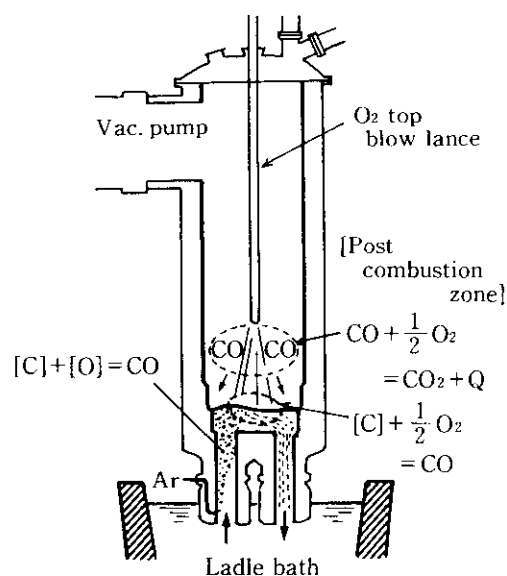 Vac. pump
O₂ top
blow lance
[Post
combustion
zone]
CO CO
CO + 1/2 O₂
= CO₂ + Q
[C] + [O] = CO
[C] + 1/2 O₂
= CO
Ar
Ladle bath